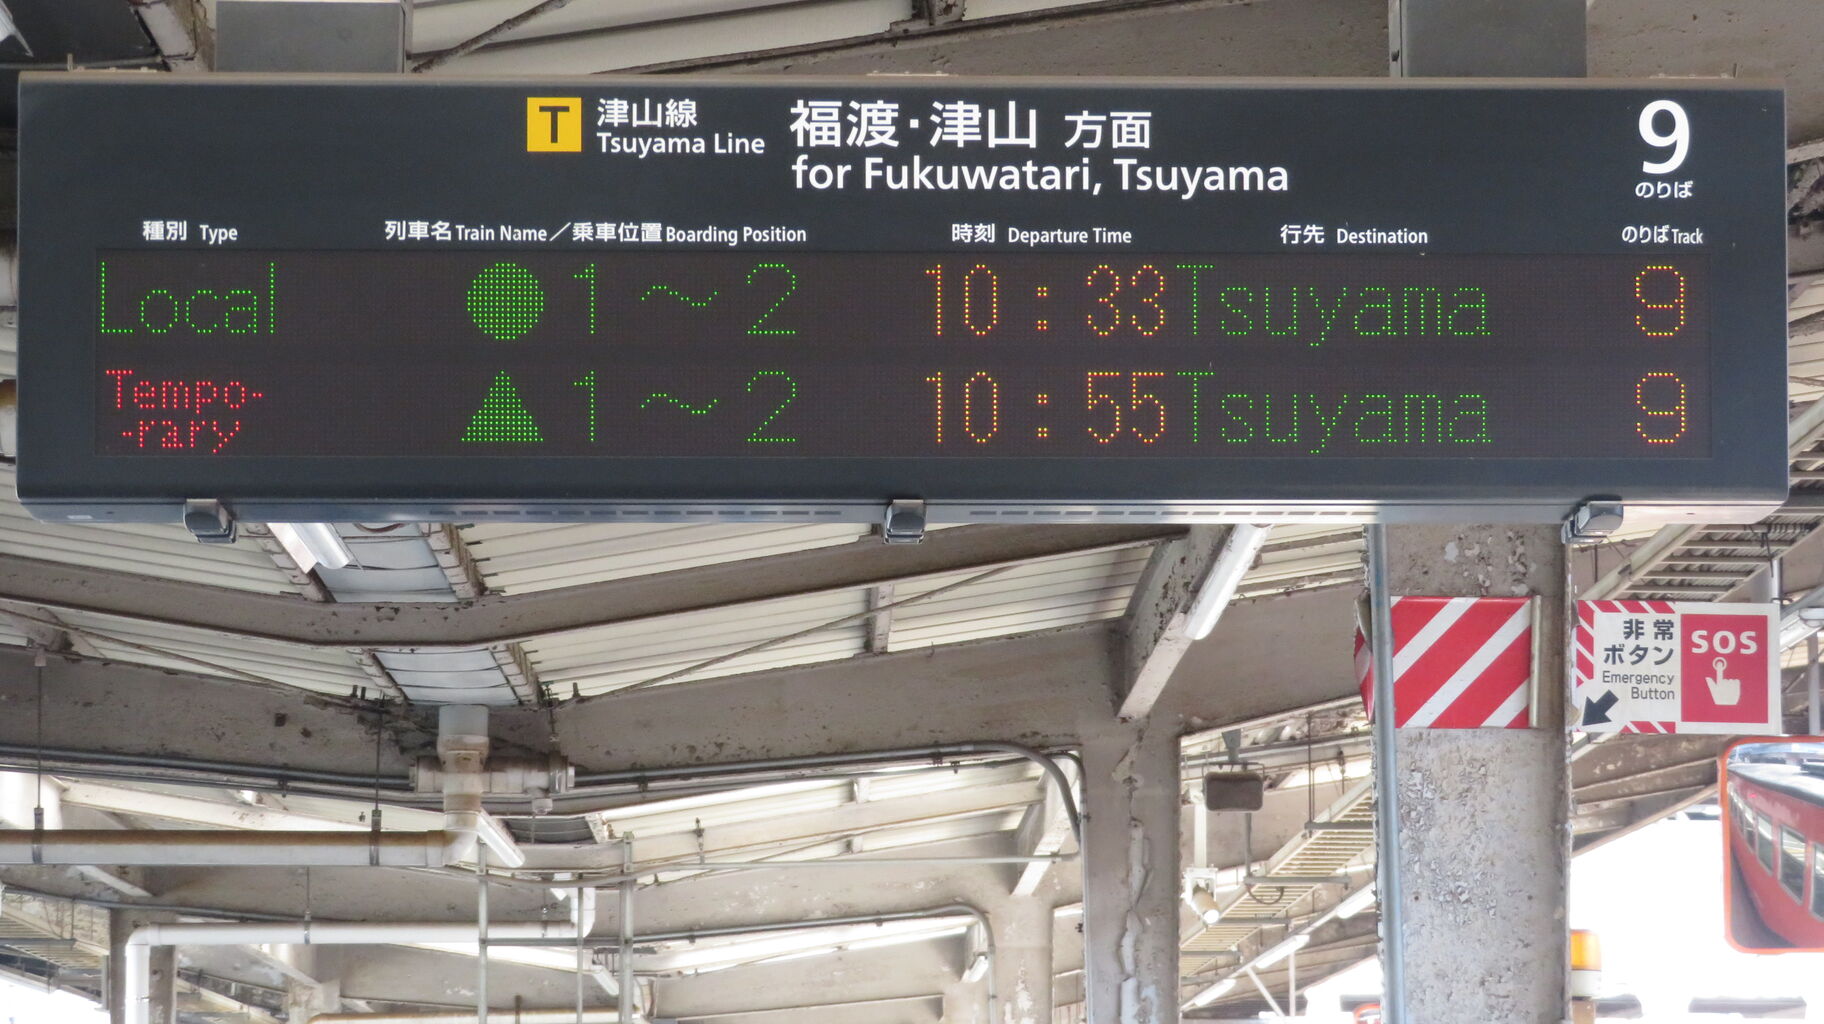 T 津山線 福渡・津山 方面 9
Tsuyama Line for Fukuwatari, Tsuyama のりば
種別 Type 列車名 Train Name／乗車位置 Boarding Position 時刻 Departure Time 行先 Destination のりば Track
Local ●1～2 10:33 Tsuyama 9
Tempo-
-rary ▲1～2 10:55 Tsuyama 9
非常
ボタン
Emergency
Button
SOS